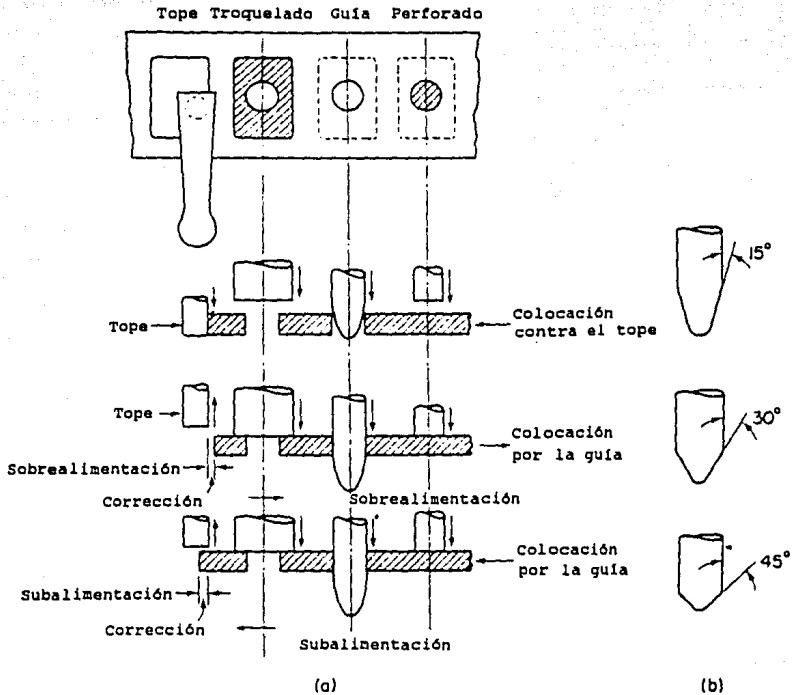 Tope Troquelado Guía Perforado
Tope
Colocación
contra el tope
15°
Tope
Colocación
por la guía
30°
Sobrealimentación
Corrección
Sobrealimentación
Colocación
por la guía
45°
Subalimentación
Corrección
Subalimentación
(a)
(b)